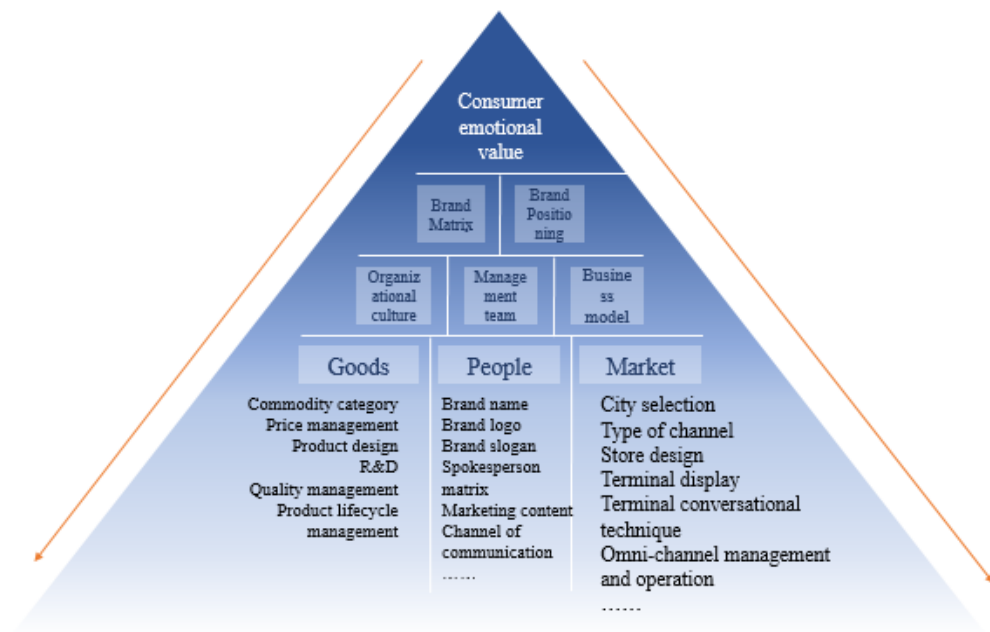 Consumer
emotional
value
Brand
Matrix
Brand
Positio
ning
Organiz
ational
culture
Manage
ment
team
Busine
ss
model
Goods
Commodity category
Price management
Product design
R&D
Quality management
Product lifecycle
management
People
Brand name
Brand logo
Brand slogan
Spokesperson
matrix
Marketing content
Channel of
communication
......
Market
City selection
Type of channel
Store design
Terminal display
Terminal conversational
technique
Omni-channel management
and operation
......